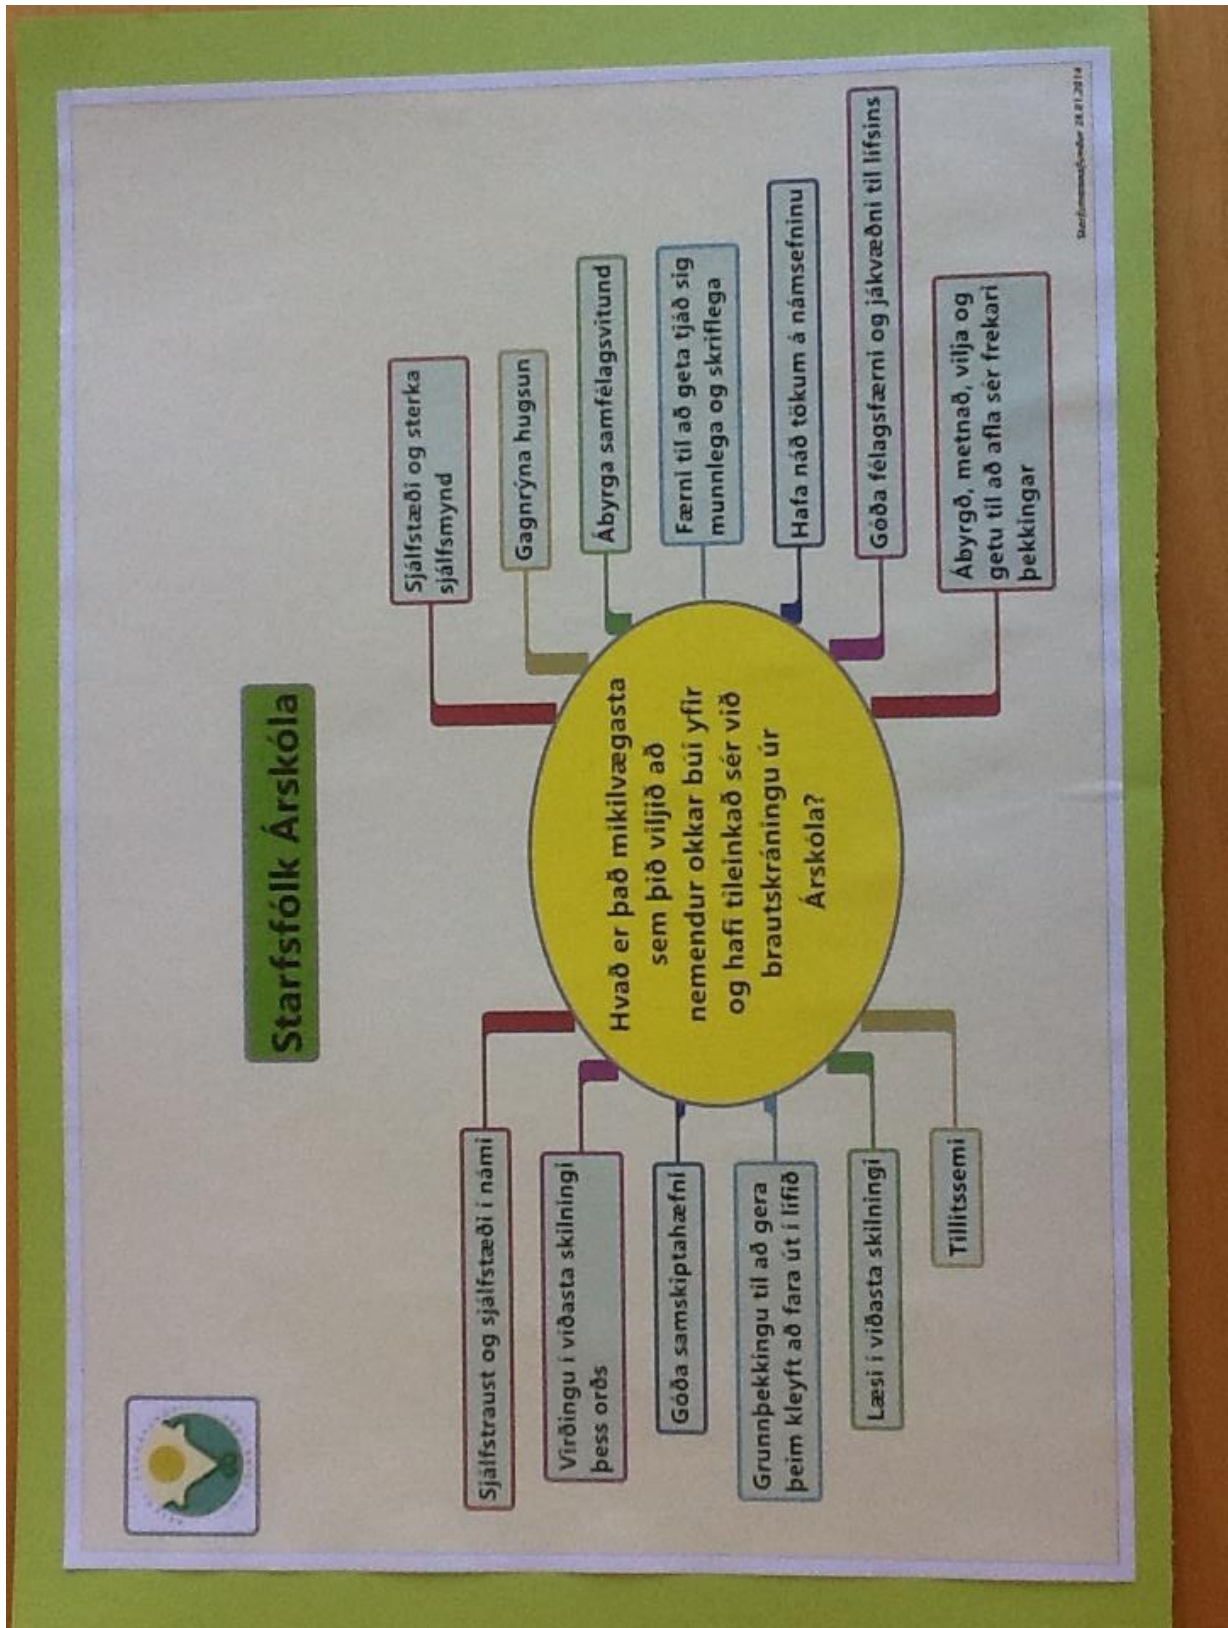 Starfsfólk Árskóla
Hvað er það mikilvægasta
sem þið viljið að
nemendur okkar búi yfir
og hafi tileinkað sér við
brautskráningu úr
Árskóla?
Sjálfstæði og sterka
sjálfsmynd
Gagnrýna hugsun
Ábyrga samfélagsvitund
Færni til að geta tjáð sig
munnlega og skriflega
Hafa náð tökum á námsefninu
Góða félagsfærni og jákvæðni til lífsins
Ábyrgð, metnað, vilja og
getu til að afla sér frekari
þekkingar
Sjálfstraust og sjálfstæði í námi
Virðingu í víðasta skilningi
þess orðs
Góða samskiptahæfni
Grunnþekkingu til að gera
þeim kleyft að fara út í lífið
Læsi í víðasta skilningi
Tillitssemi
Starfsmannafundur 28.01.2014